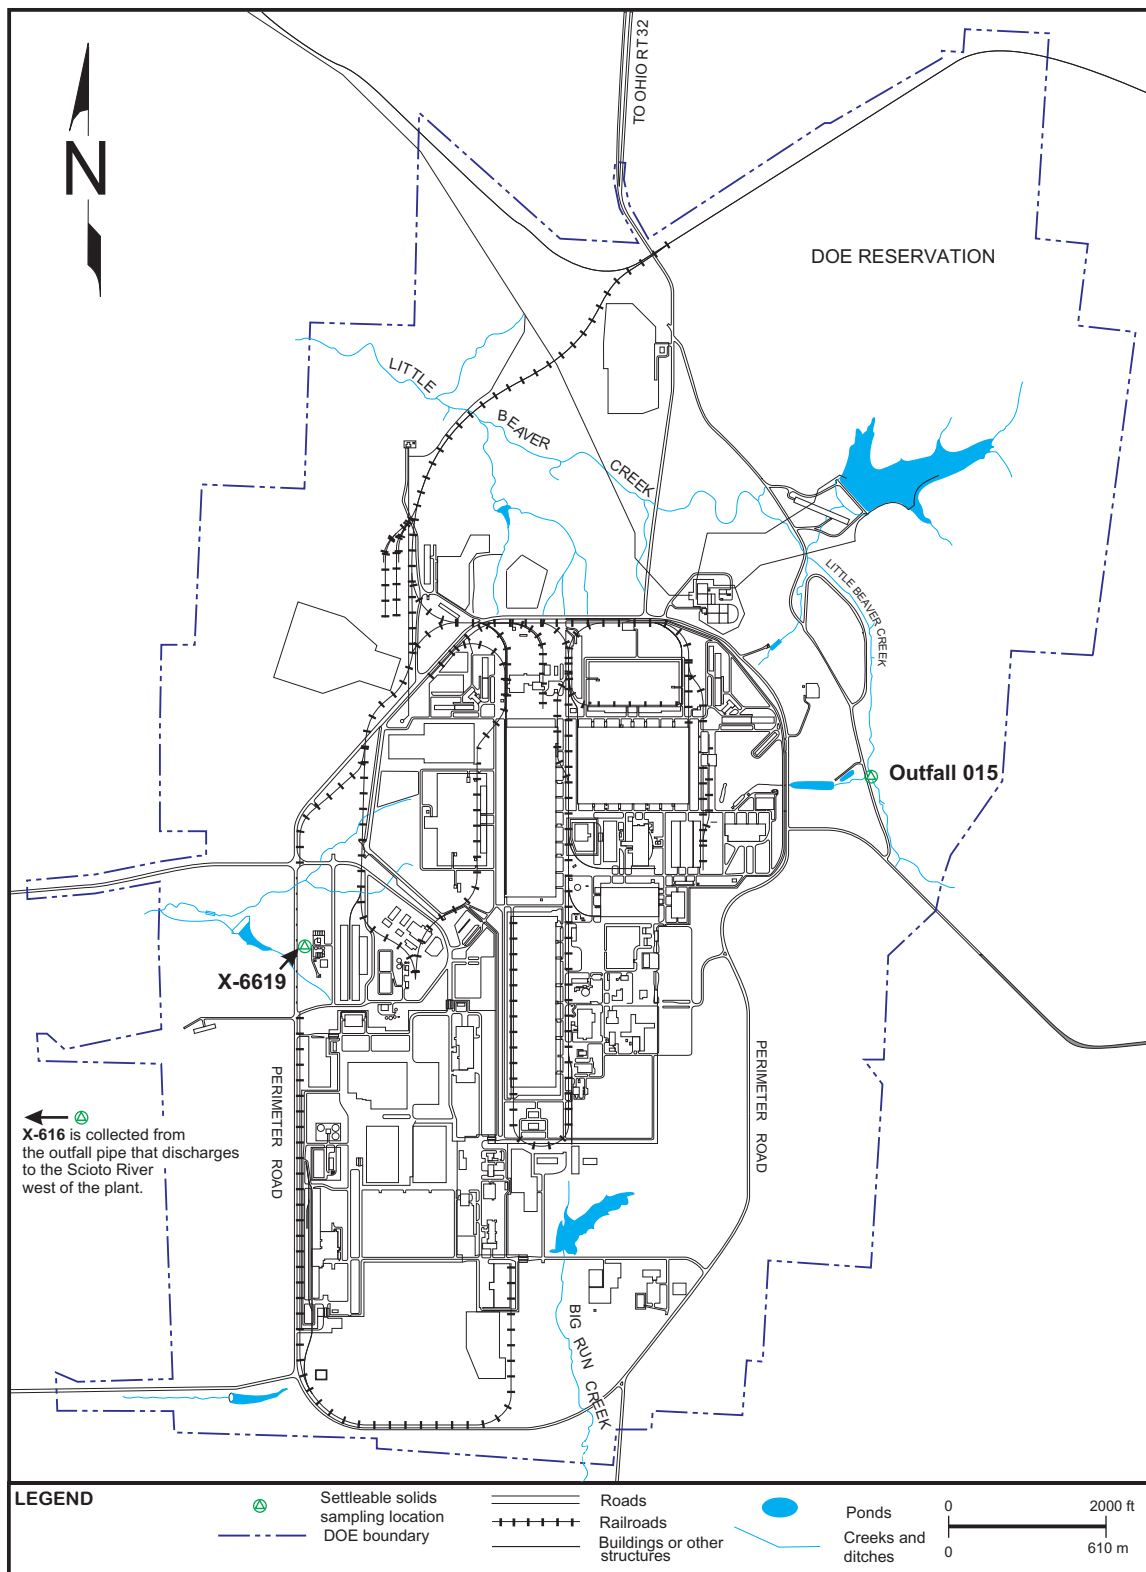 TO OHIO RT 32
N
DOE RESERVATION
LITTLE
BEAVER
CREEK
LITTLE BEAVER CREEK
Outfall 015
X-6619
PERIMETER ROAD
PERIMETER ROAD
X-616 is collected from
the outfall pipe that discharges
to the Scioto River
west of the plant.
BIG RUN CREEK
LEGEND
Settleable solids
sampling location
DOE boundary
Roads
Railroads
Buildings or other
structures
Ponds
Creeks and
ditches
0 2000 ft
0 610 m